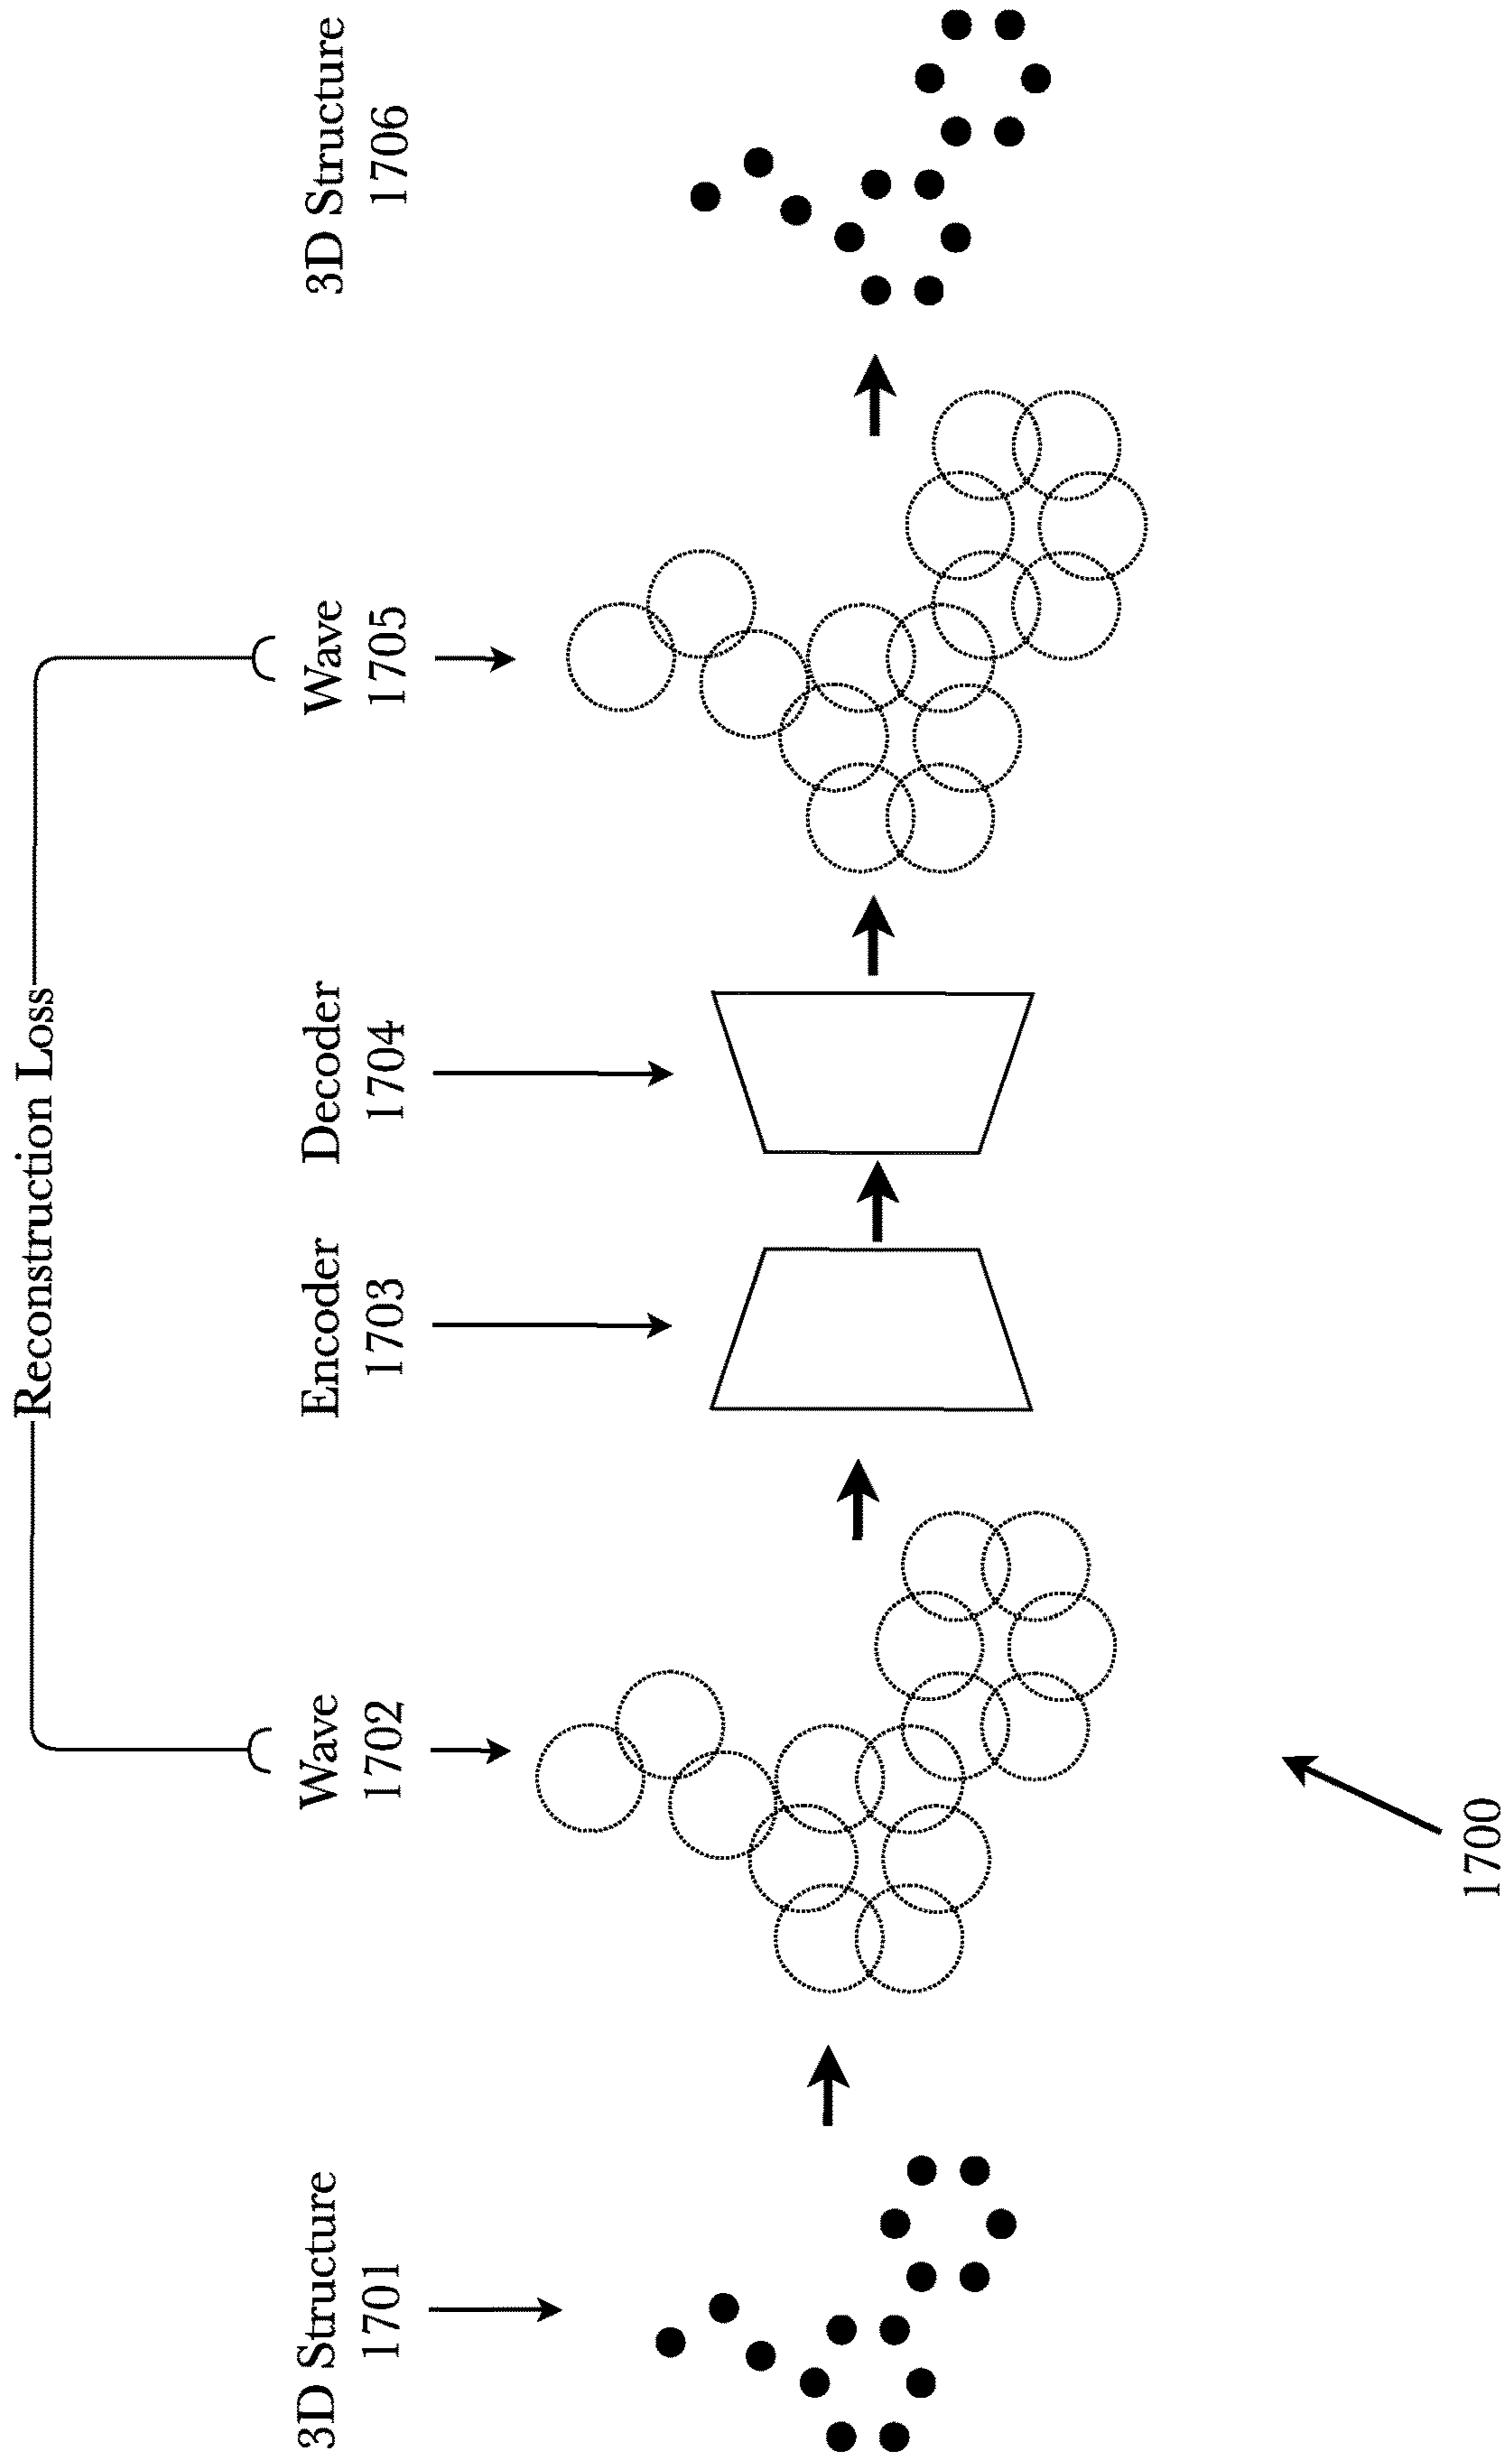 Reconstruction Loss
3D Structure
1701
Wave
1702
Encoder
1703
Decoder
1704
Wave
1705
3D Structure
1706
1700